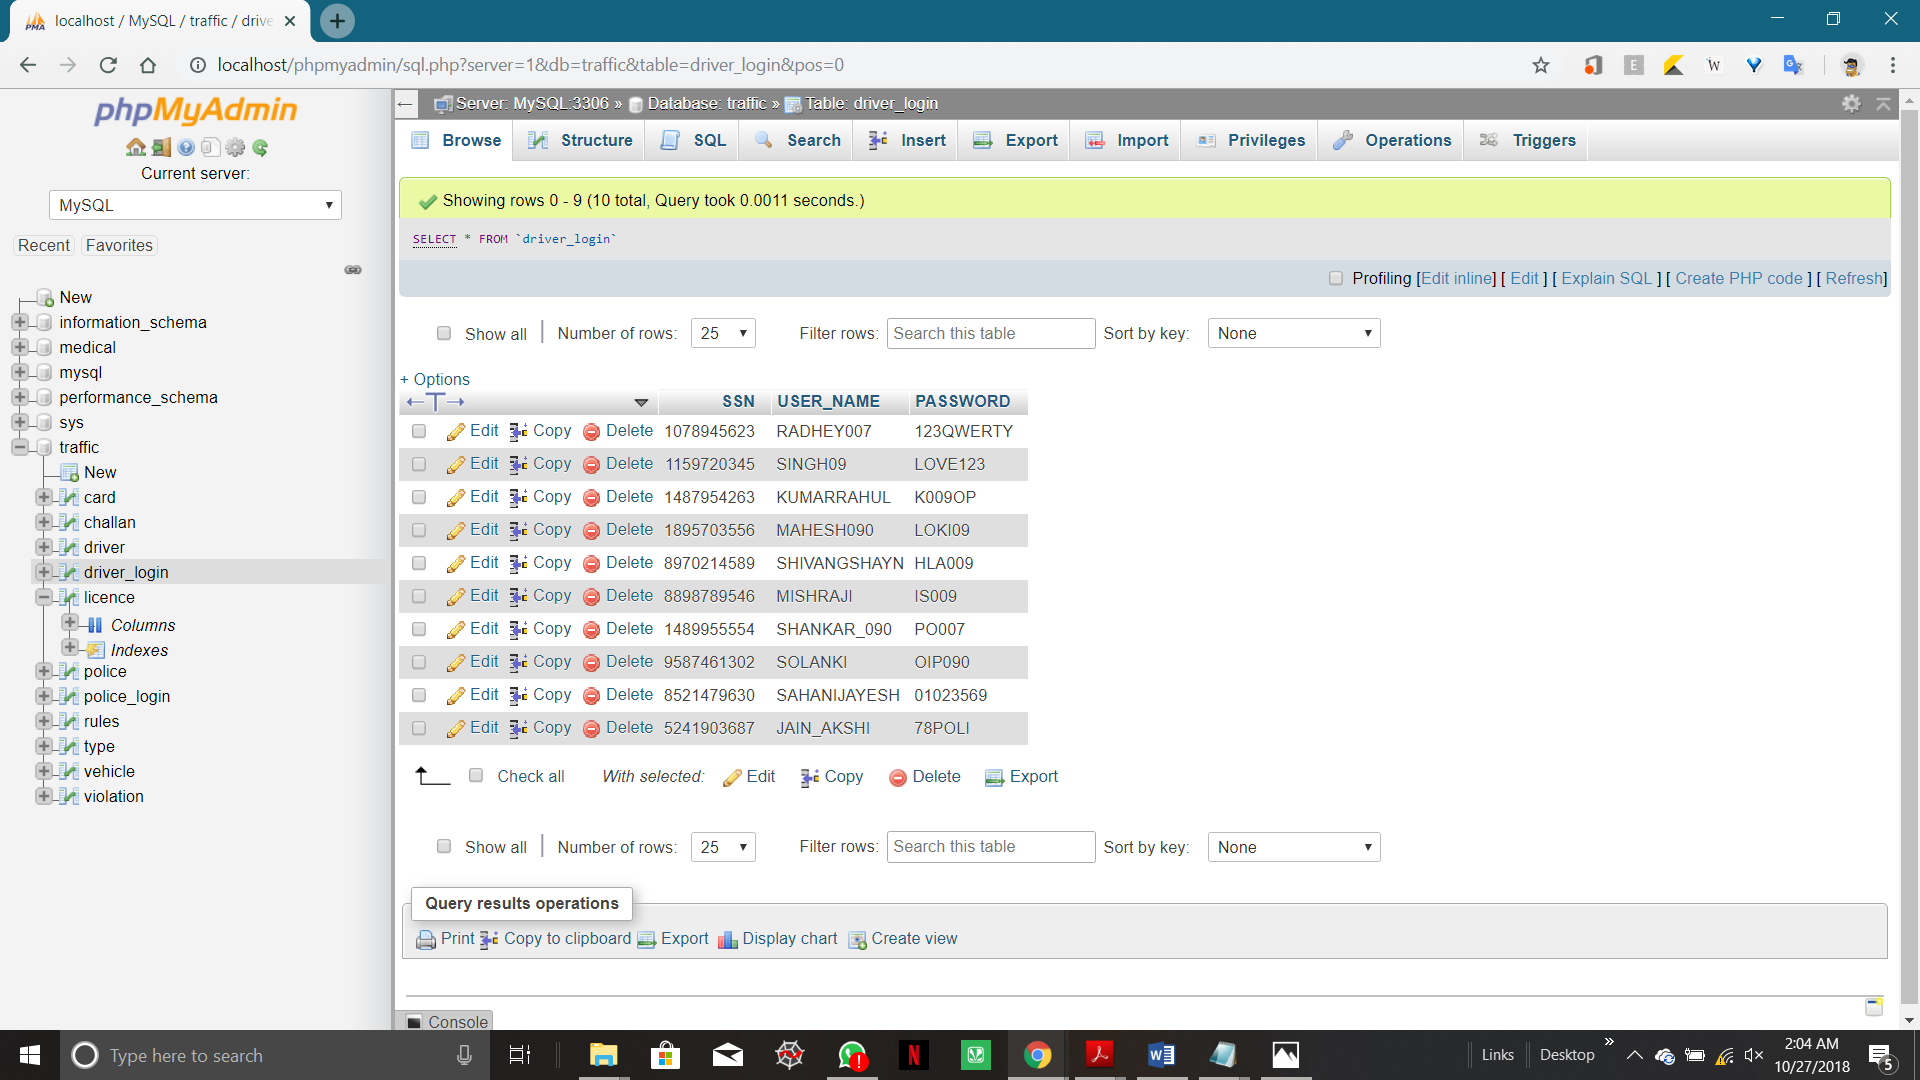 localhost / MySQL / traffic / drive
localhost/phpmyadmin/sql.php?server=1&db=traffic&table=driver_login&pos=0
phpMyAdmin
Current server:
MySQL
Recent Favorites
New
information_schema
medical
mysql
performance_schema
sys
traffic
New
card
challan
driver
driver_login
licence
Columns
Indexes
police
police_login
rules
type
vehicle
violation
Server: MySQL:3306 » Database: traffic » Table: driver_login
Browse Structure SQL Search Insert Export Import Privileges Operations Triggers
Showing rows 0 - 9 (10 total, Query took 0.0011 seconds.)
SELECT * FROM `driver_login`
Profiling [Edit inline] [ Edit ] [ Explain SQL ] [ Create PHP code ] [ Refresh]
Show all Number of rows: 25 Filter rows: Search this table Sort by key: None
+ Options
SSN USER_NAME PASSWORD
Edit Copy Delete 1078945623 RADHEY007 123QWERTY
Edit Copy Delete 1159720345 SINGH09 LOVE123
Edit Copy Delete 1487954263 KUMARRAHUL K009OP
Edit Copy Delete 1895703556 MAHESH090 LOKI09
Edit Copy Delete 8970214589 SHIVANGSHAYN HLA009
Edit Copy Delete 8898789546 MISHRAJI IS009
Edit Copy Delete 1489955554 SHANKAR_090 PO007
Edit Copy Delete 9587461302 SOLANKI OIP090
Edit Copy Delete 8521479630 SAHANIJAYESH 01023569
Edit Copy Delete 5241903687 JAIN_AKSHI 78POLI
Check all With selected: Edit Copy Delete Export
Show all Number of rows: 25 Filter rows: Search this table Sort by key: None
Query results operations
Print Copy to clipboard Export Display chart Create view
Console
Type here to search
Links Desktop » 2:04 AM
10/27/2018
5